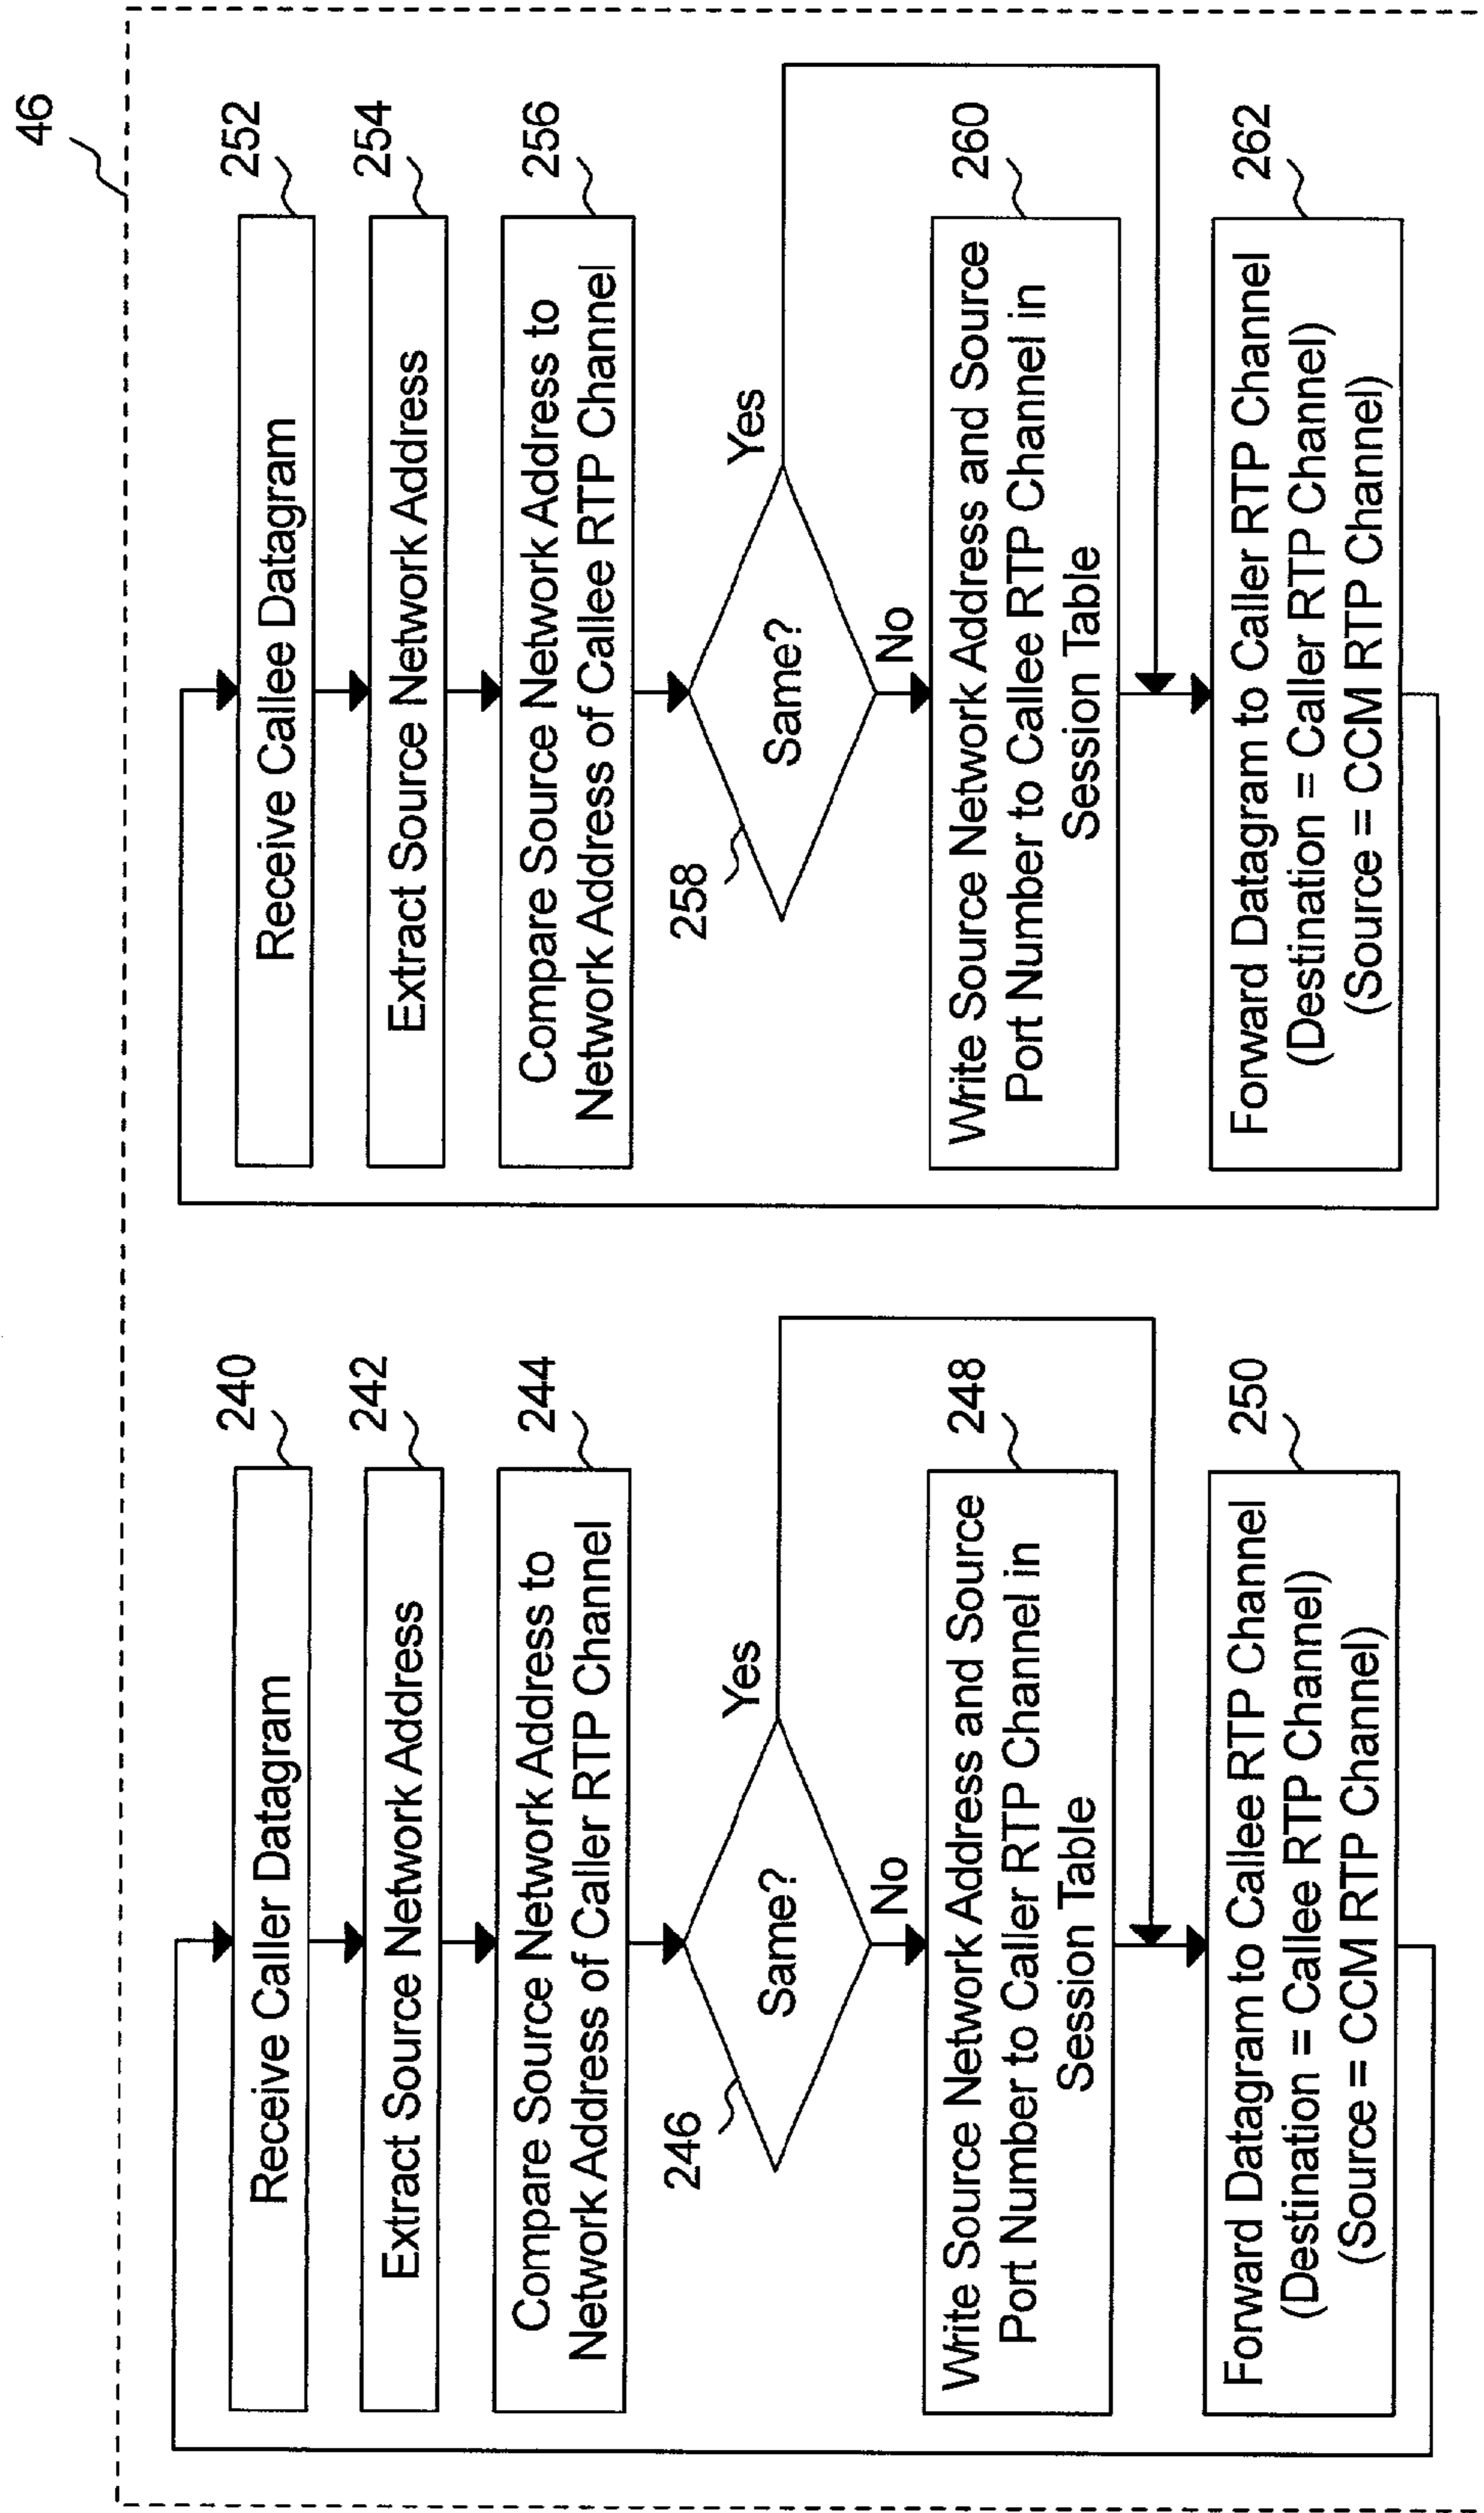 46
240
Receive Caller Datagram
242
Extract Source Network Address
244
Compare Source Network Address to
Network Address of Caller RTP Channel
246
Same?
Yes
No
248
Write Source Network Address and Source
Port Number to Caller RTP Channel in
Session Table
250
Forward Datagram to Callee RTP Channel
(Destination = Callee RTP Channel)
(Source = CCM RTP Channel)
252
Receive Callee Datagram
254
Extract Source Network Address
256
Compare Source Network Address to
Network Address of Callee RTP Channel
258
Same?
Yes
No
260
Write Source Network Address and Source
Port Number to Callee RTP Channel in
Session Table
262
Forward Datagram to Caller RTP Channel
(Destination = Caller RTP Channel)
(Source = CCM RTP Channel)